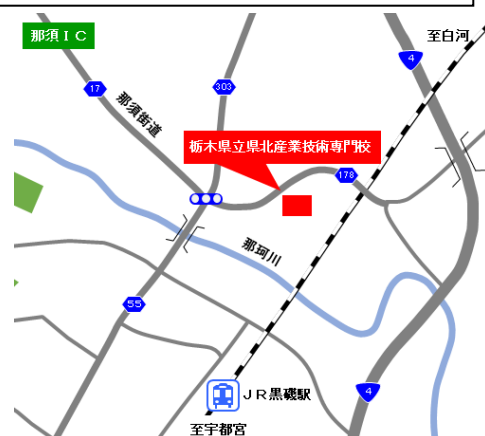 那須ＩＣ
至白河
4
17
303
那須街道
栃木県立県北産業技術専門校
178
那珂川
55
ＪＲ黒磯駅
4
至宇都宮